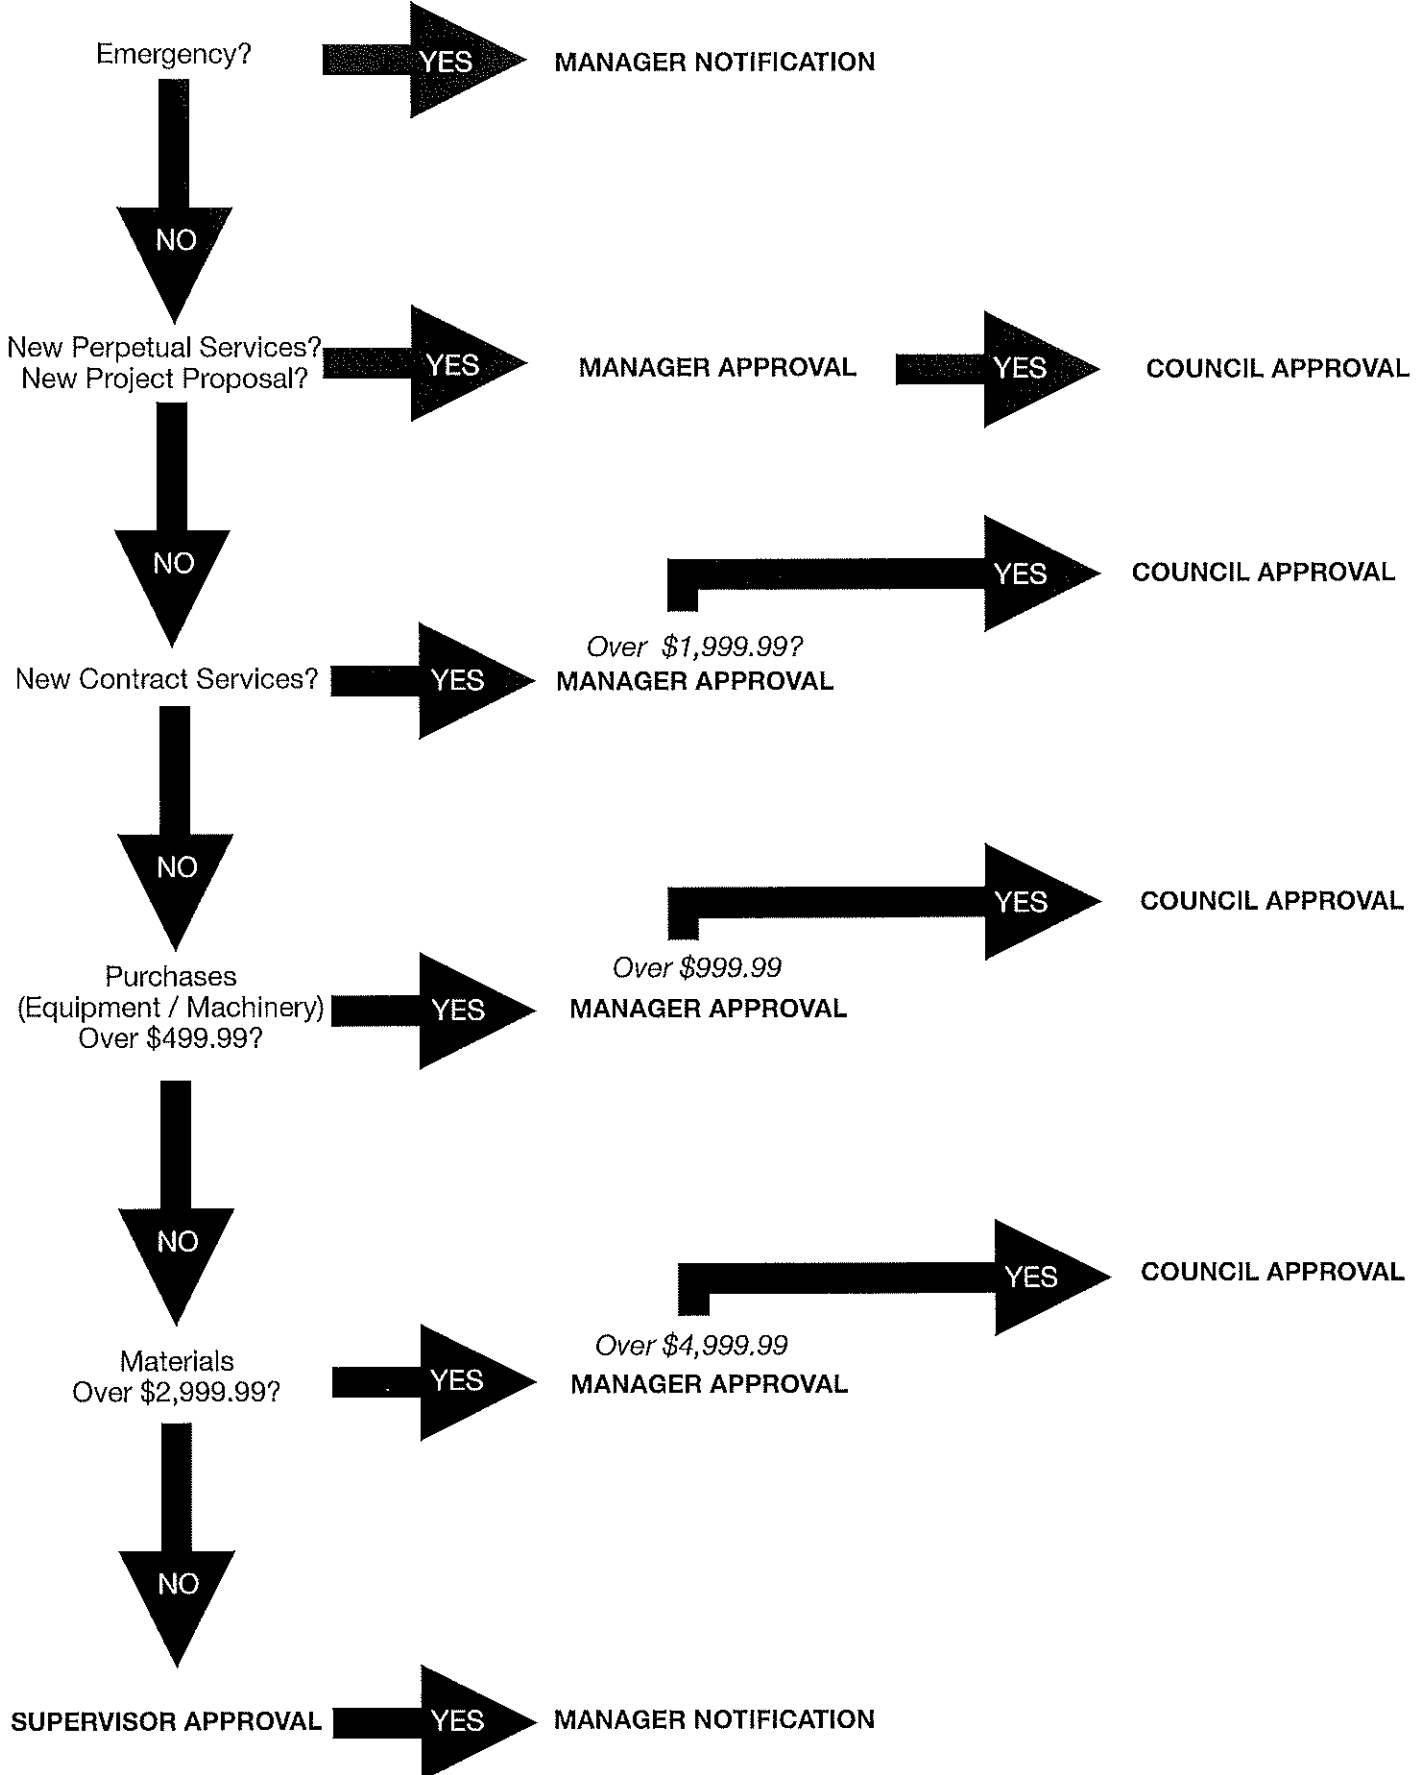 Emergency?
YES
MANAGER NOTIFICATION
NO
New Perpetual Services?
New Project Proposal?
YES
MANAGER APPROVAL
YES
COUNCIL APPROVAL
NO
YES
COUNCIL APPROVAL
Over $1,999.99?
New Contract Services?
YES
MANAGER APPROVAL
NO
YES
COUNCIL APPROVAL
Over $999.99
Purchases
(Equipment / Machinery)
Over $499.99?
YES
MANAGER APPROVAL
NO
YES
COUNCIL APPROVAL
Over $4,999.99
Materials
Over $2,999.99?
YES
MANAGER APPROVAL
NO
SUPERVISOR APPROVAL
YES
MANAGER NOTIFICATION